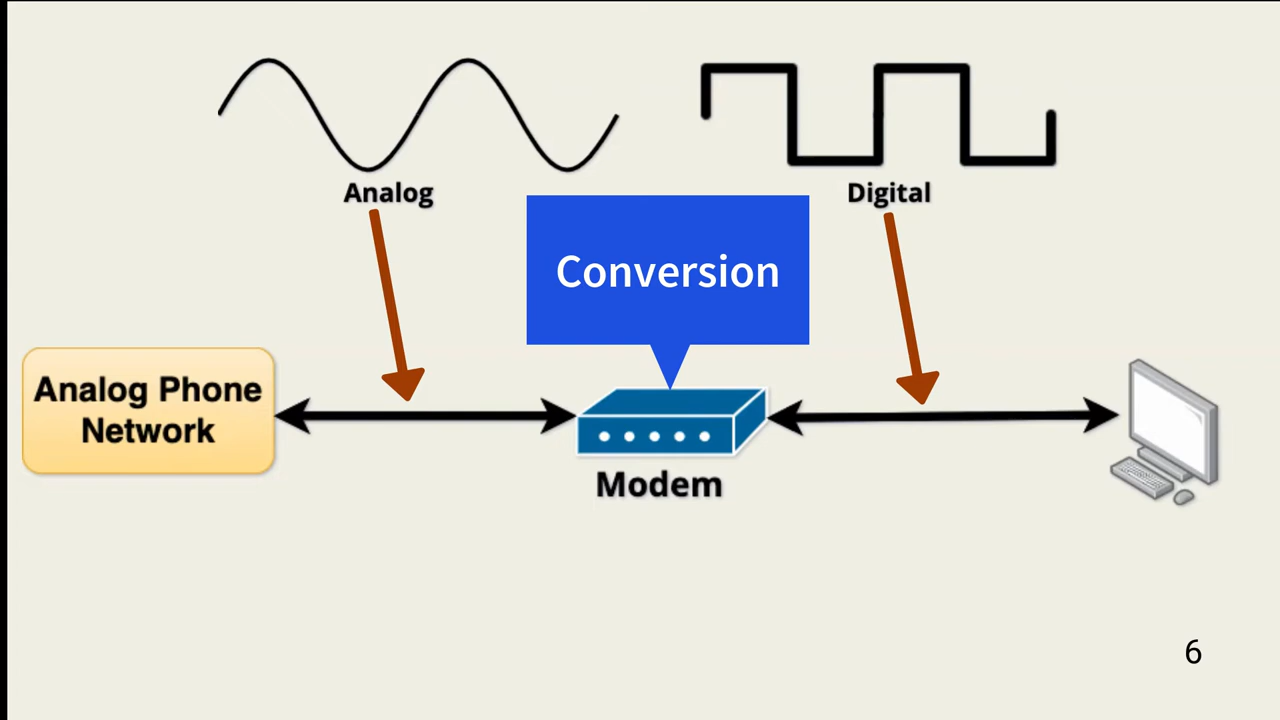 Analog
Digital
Conversion
Analog Phone
Network
Modem
6